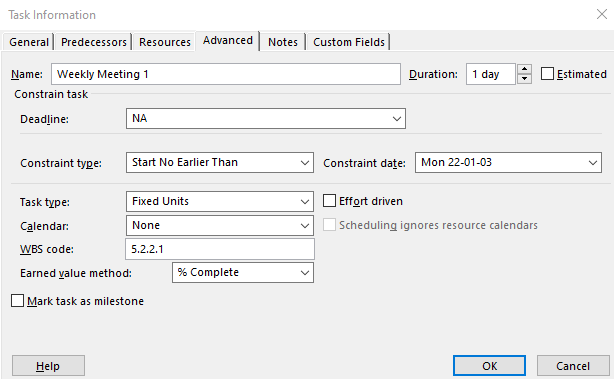 Task Information
General Predecessors Resources Advanced Notes Custom Fields
Name: Weekly Meeting 1 Duration: 1 day Estimated
Constrain task
Deadline: NA
Constraint type: Start No Earlier Than Constraint date: Mon 22-01-03
Task type: Fixed Units Effort driven
Calendar: None Scheduling ignores resource calendars
WBS code: 5.2.2.1
Earned value method: % Complete
Mark task as milestone
Help OK Cancel